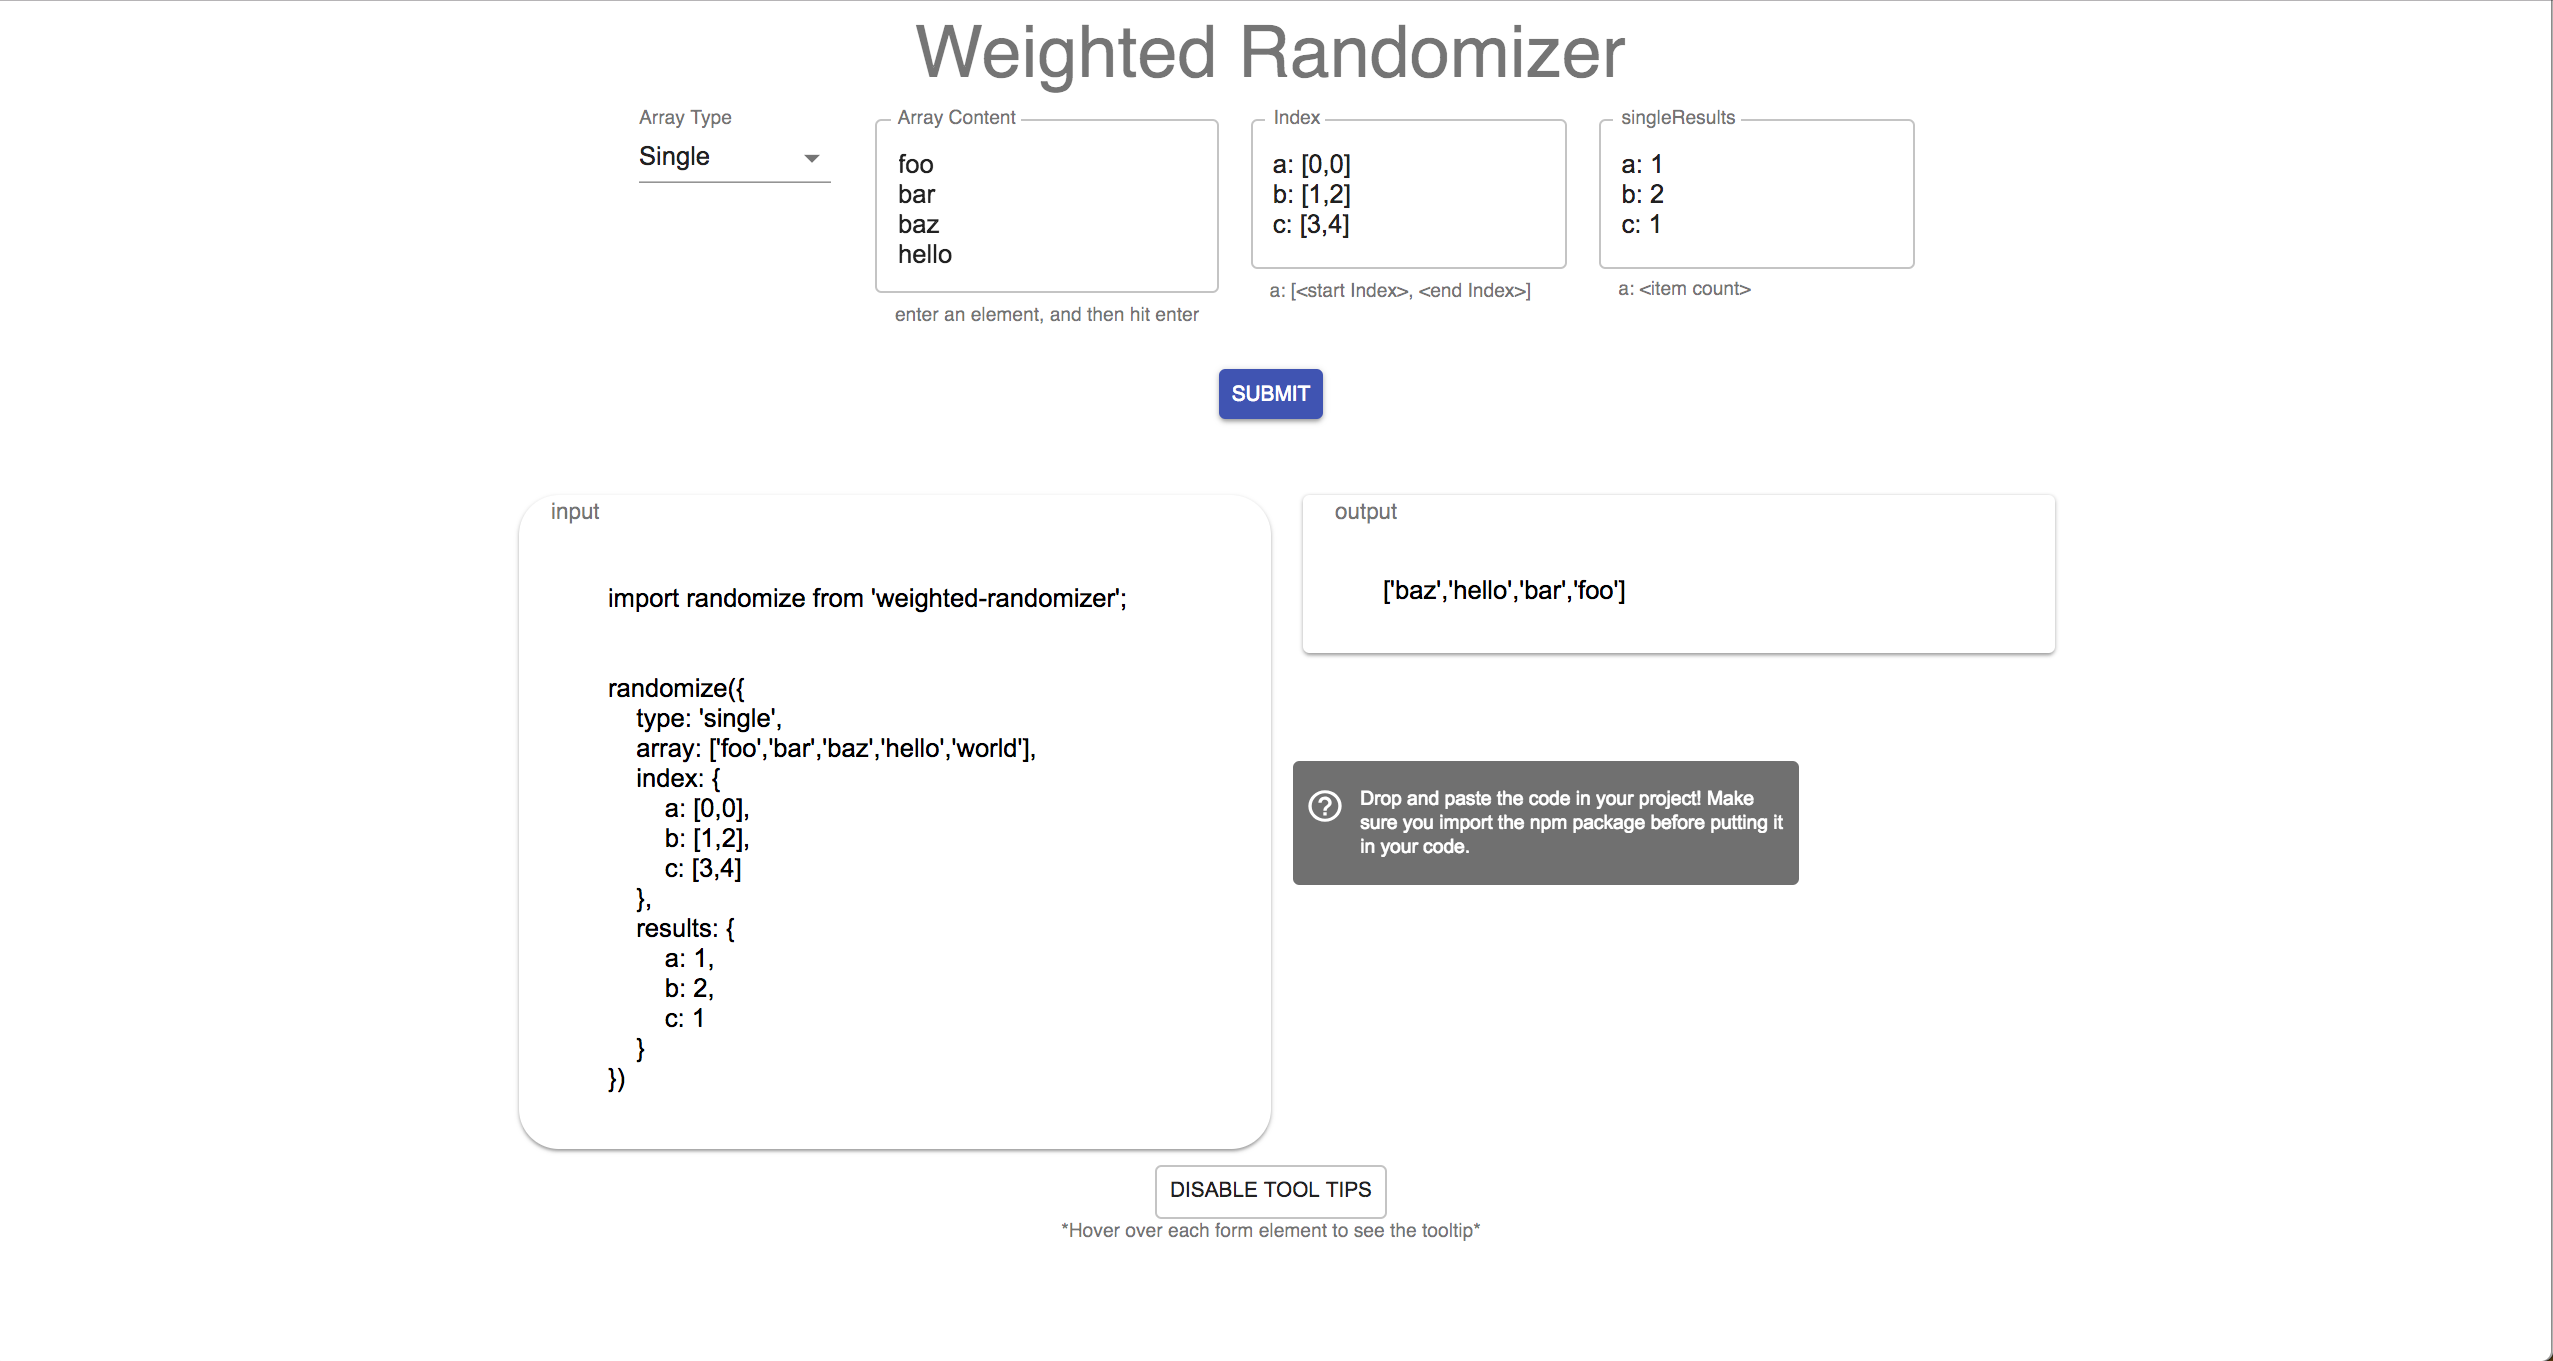 Weighted Randomizer
Array Type
Single
Array Content
foo
bar
baz
hello
enter an element, and then hit enter
Index
a: [0,0]
b: [1,2]
c: [3,4]
a: [<start Index>, <end Index>]
singleResults
a: 1
b: 2
c: 1
a: <item count>
SUBMIT
input
import randomize from 'weighted-randomizer';
randomize({
type: 'single',
array: ['foo','bar','baz','hello','world'],
index: {
a: [0,0],
b: [1,2],
c: [3,4]
},
results: {
a: 1,
b: 2,
c: 1
}
})
output
['baz','hello','bar','foo']
Drop and paste the code in your project! Make
sure you import the npm package before putting it
in your code.
DISABLE TOOL TIPS
*Hover over each form element to see the tooltip*